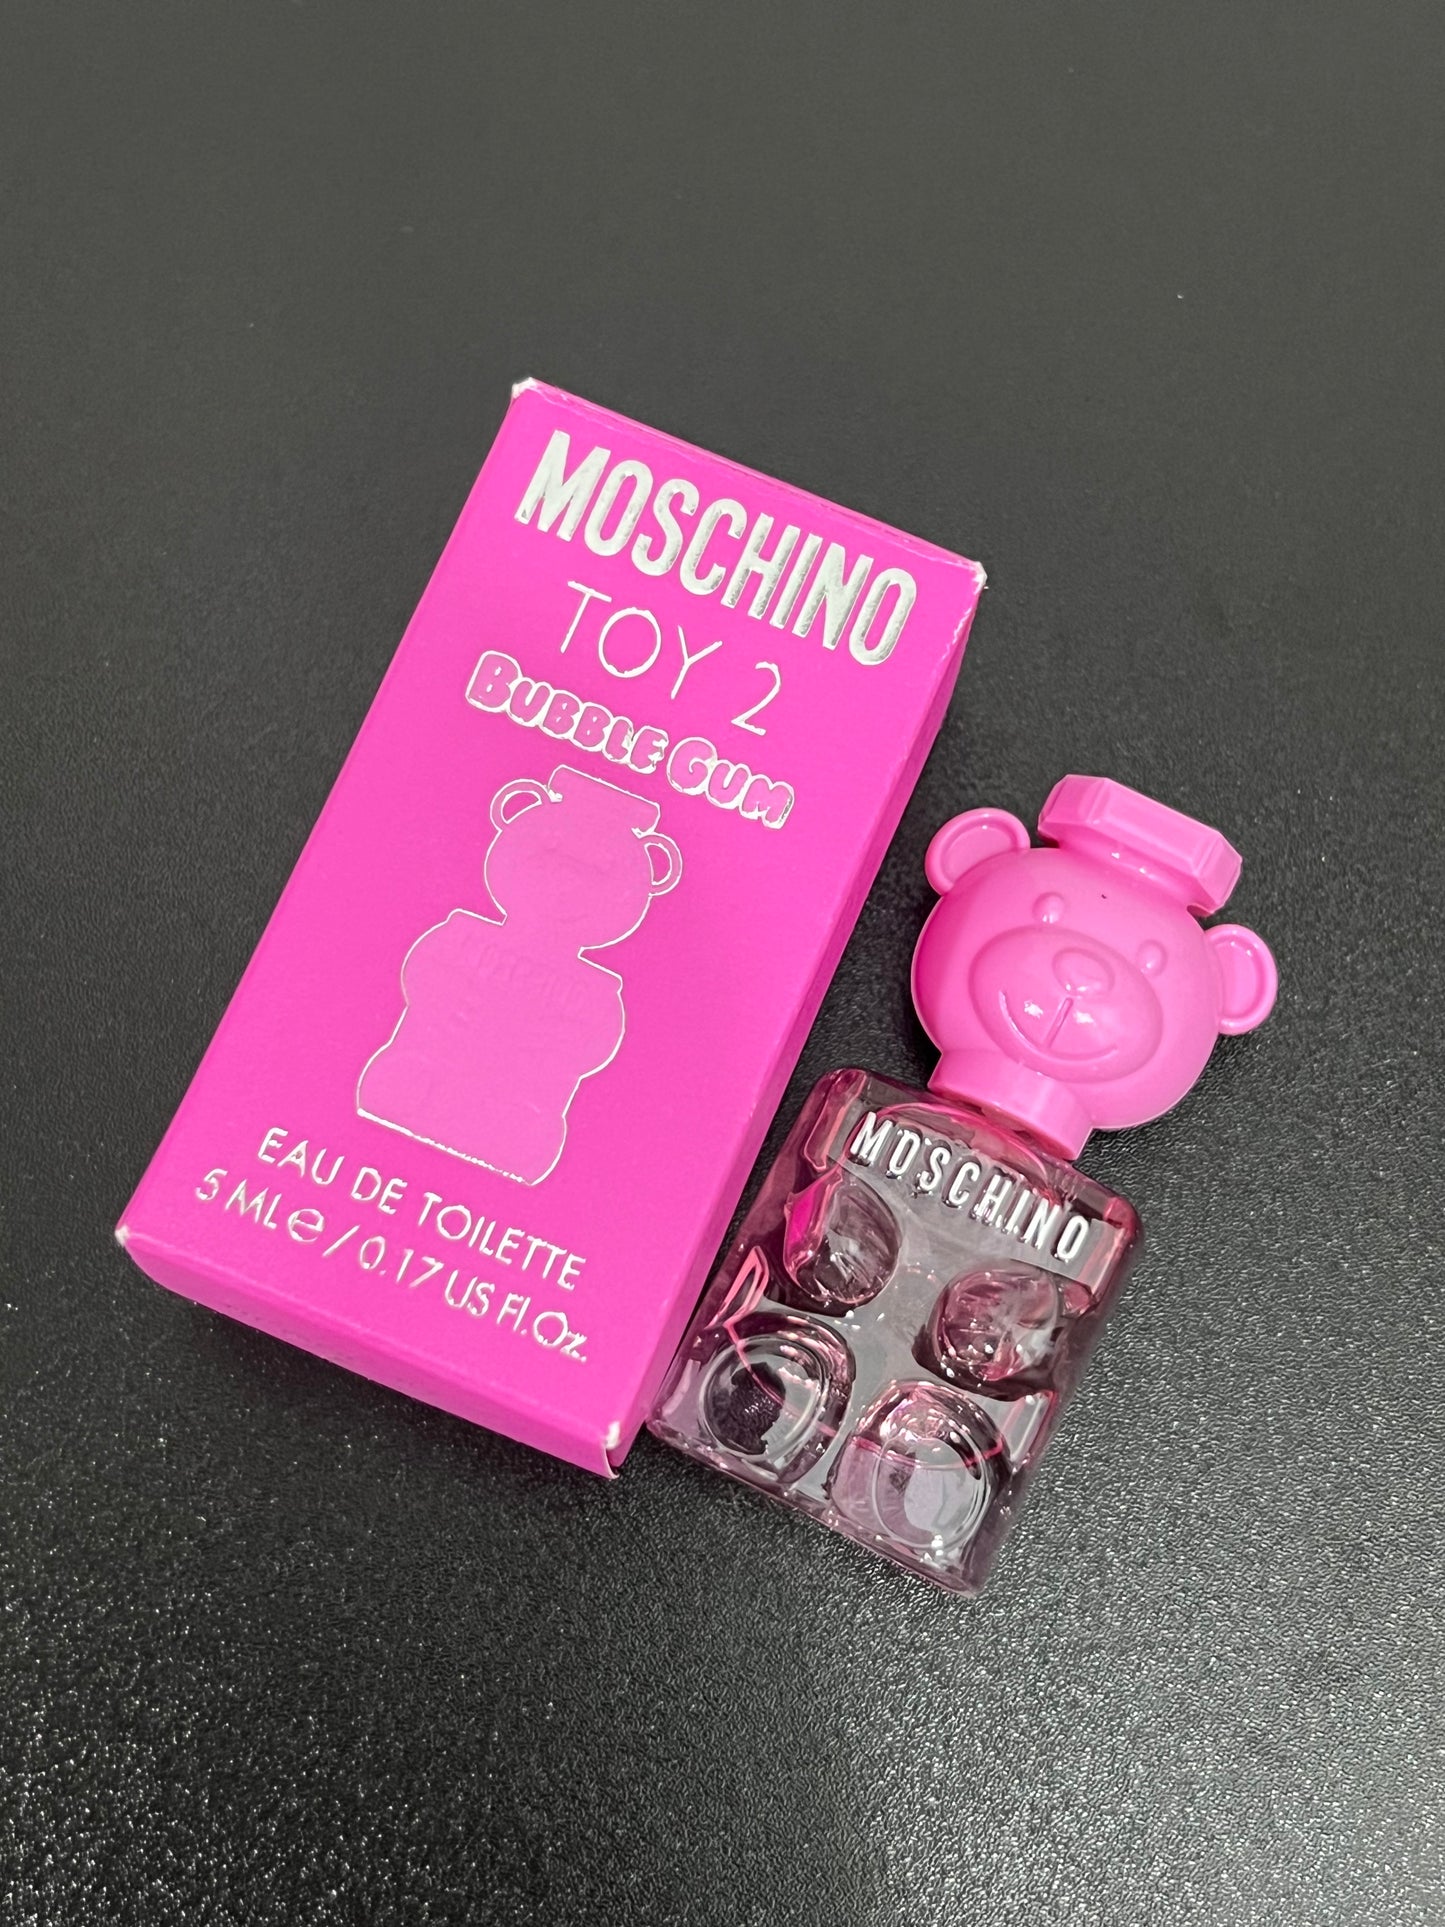 MOSCHINO
TOY 2
BUBBLE GUM
EAU DE TOILETTE
5 ML ℮ / 0.17 US Fl. Oz.
MOSCHINO